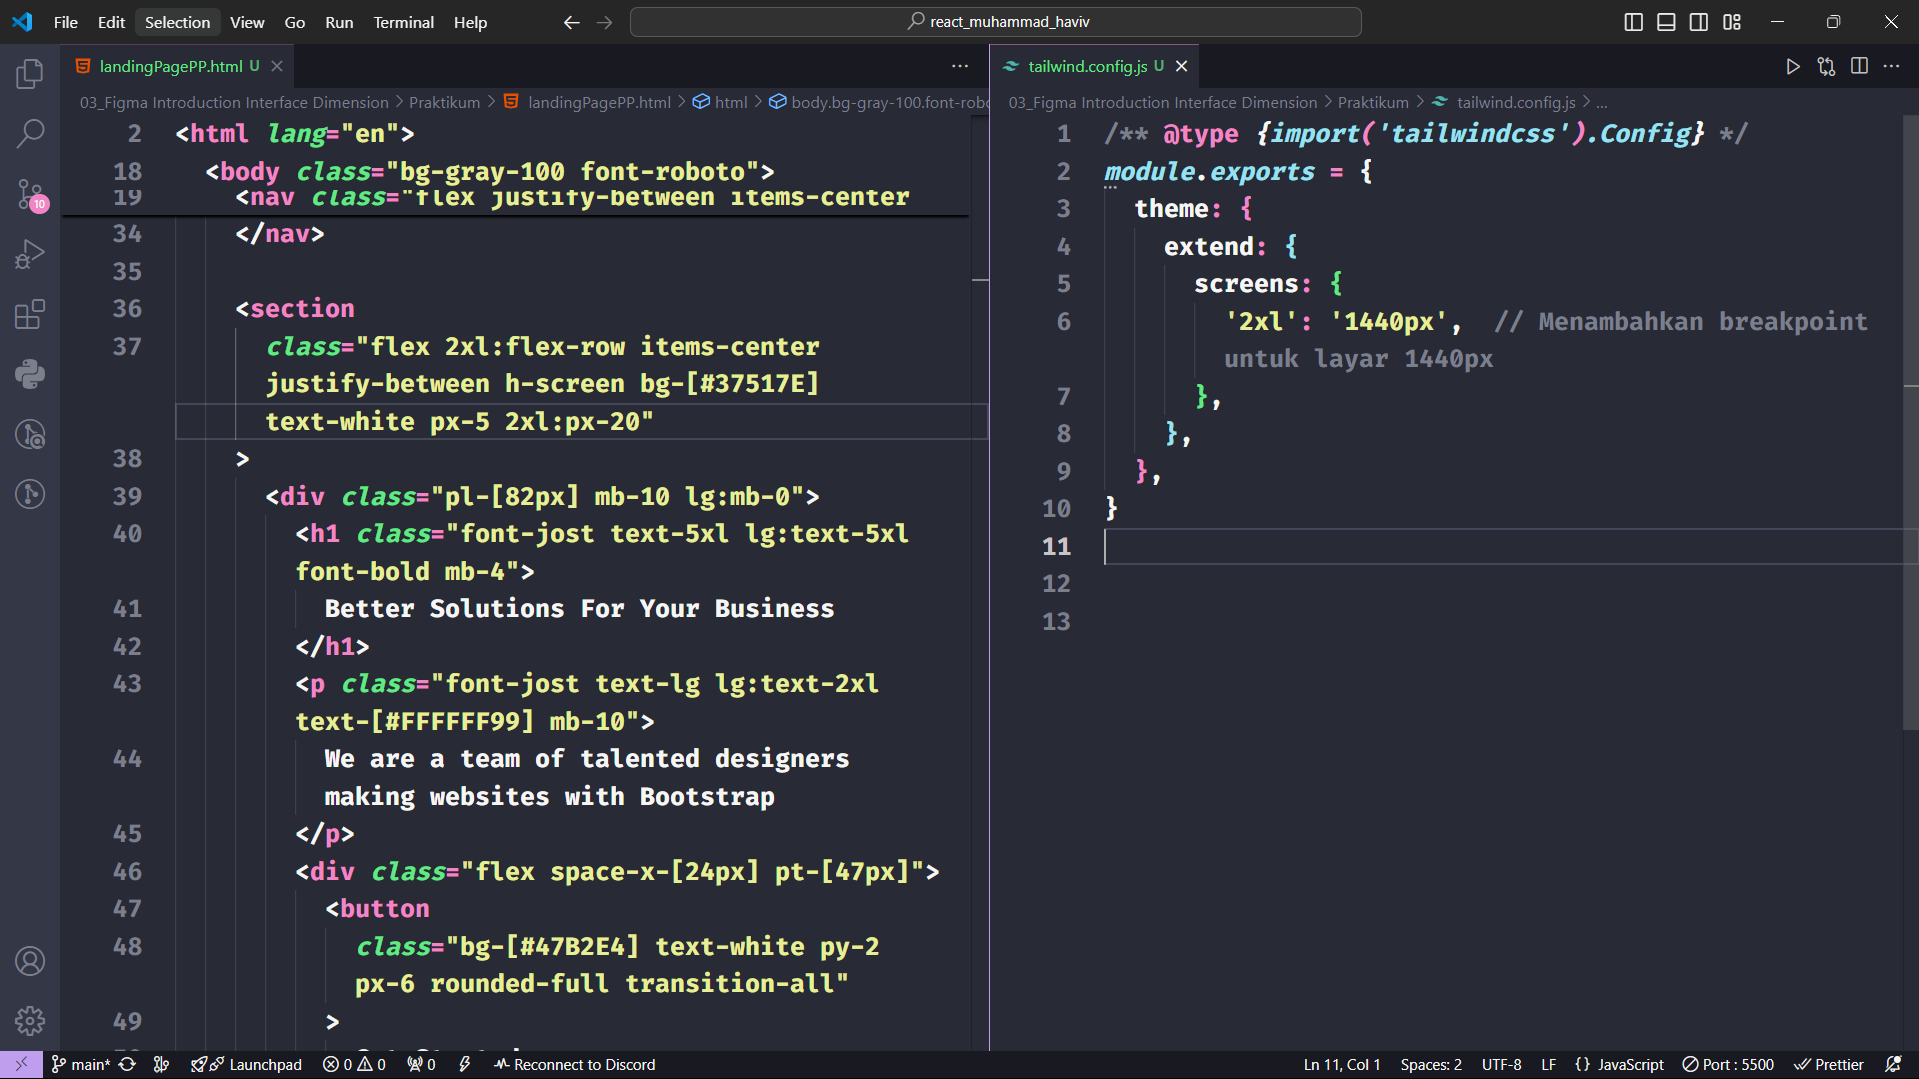 File Edit Selection View Go Run Terminal Help
react_muhammad_haviv
landingPagePP.html U
03_Figma Introduction Interface Dimension > Praktikum > landingPagePP.html > html > body.bg-gray-100.font-robo
2 <html lang="en">
18 <body class="bg-gray-100 font-roboto">
19 <nav class="flex justify-between items-center
34 </nav>
35
36 <section
37 class="flex 2xl:flex-row items-center
justify-between h-screen bg-[#37517E]
text-white px-5 2xl:px-20"
38 >
39 <div class="pl-[82px] mb-10 lg:mb-0">
40 <h1 class="font-jost text-5xl lg:text-5xl
font-bold mb-4">
41 Better Solutions For Your Business
42 </h1>
43 <p class="font-jost text-lg lg:text-2xl
text-[#FFFFFF99] mb-10">
44 We are a team of talented designers
making websites with Bootstrap
45 </p>
46 <div class="flex space-x-[24px] pt-[47px]">
47 <button
48 class="bg-[#47B2E4] text-white py-2
px-6 rounded-full transition-all"
49 >
tailwind.config.js U
03_Figma Introduction Interface Dimension > Praktikum > tailwind.config.js > ...
1 /** @type {import('tailwindcss').Config} */
2 module.exports = {
3 theme: {
4 extend: {
5 screens: {
6 '2xl': '1440px', // Menambahkan breakpoint
untuk layar 1440px
7 },
8 },
9 },
10 }
11
12
13
10
main* Launchpad 0 0 0 Reconnect to Discord
Ln 11, Col 1 Spaces: 2 UTF-8 LF {} JavaScript Port : 5500 Prettier